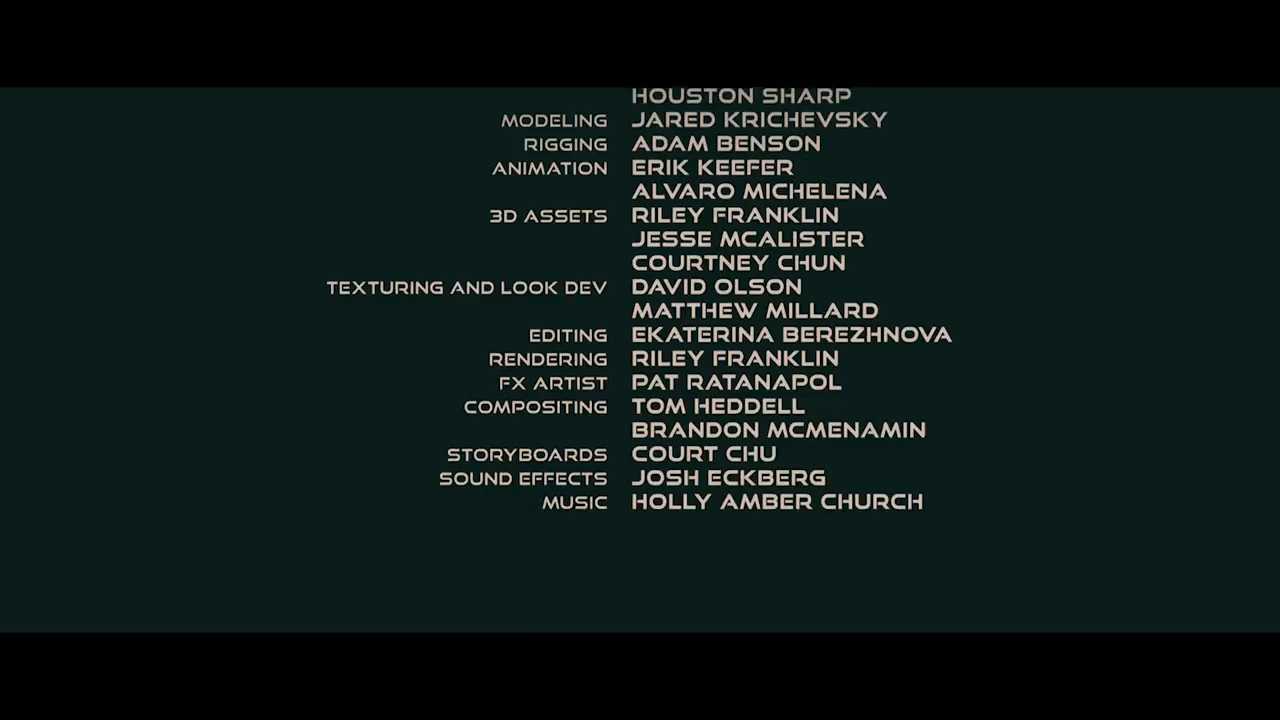 HOUSTON SHARP
MODELING JARED KRICHEVSKY
RIGGING ADAM BENSON
ANIMATION ERIK KEEFER
ALVARO MICHELENA
3D ASSETS RILEY FRANKLIN
JESSE MCALISTER
COURTNEY CHUN
TEXTURING AND LOOK DEV DAVID OLSON
MATTHEW MILLARD
EDITING EKATERINA BEREZHNOVA
RENDERING RILEY FRANKLIN
FX ARTIST PAT RATANAPOL
COMPOSITING TOM HEDDELL
BRANDON MCMENAMIN
STORYBOARDS COURT CHU
SOUND EFFECTS JOSH ECKBERG
MUSIC HOLLY AMBER CHURCH